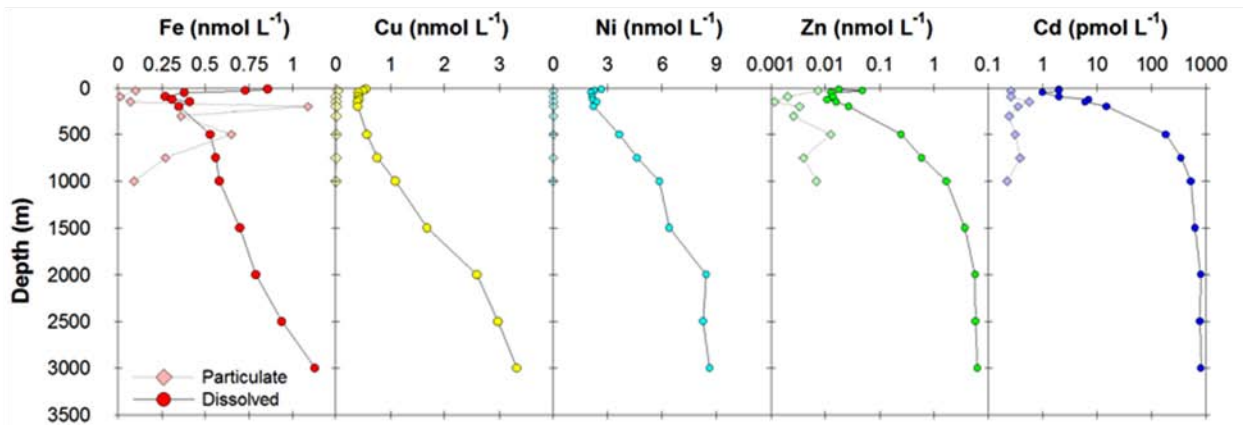 Fe (nmol L⁻¹) Cu (nmol L⁻¹) Ni (nmol L⁻¹) Zn (nmol L⁻¹) Cd (pmol L⁻¹)
0 0.25 0.5 0.75 1 0 1 2 3 0 3 6 9 0.001 0.01 0.1 1 0.1 1 10 100 1000
0
500
1000
1500
2000
2500
3000
3500
Depth (m)
Particulate
Dissolved